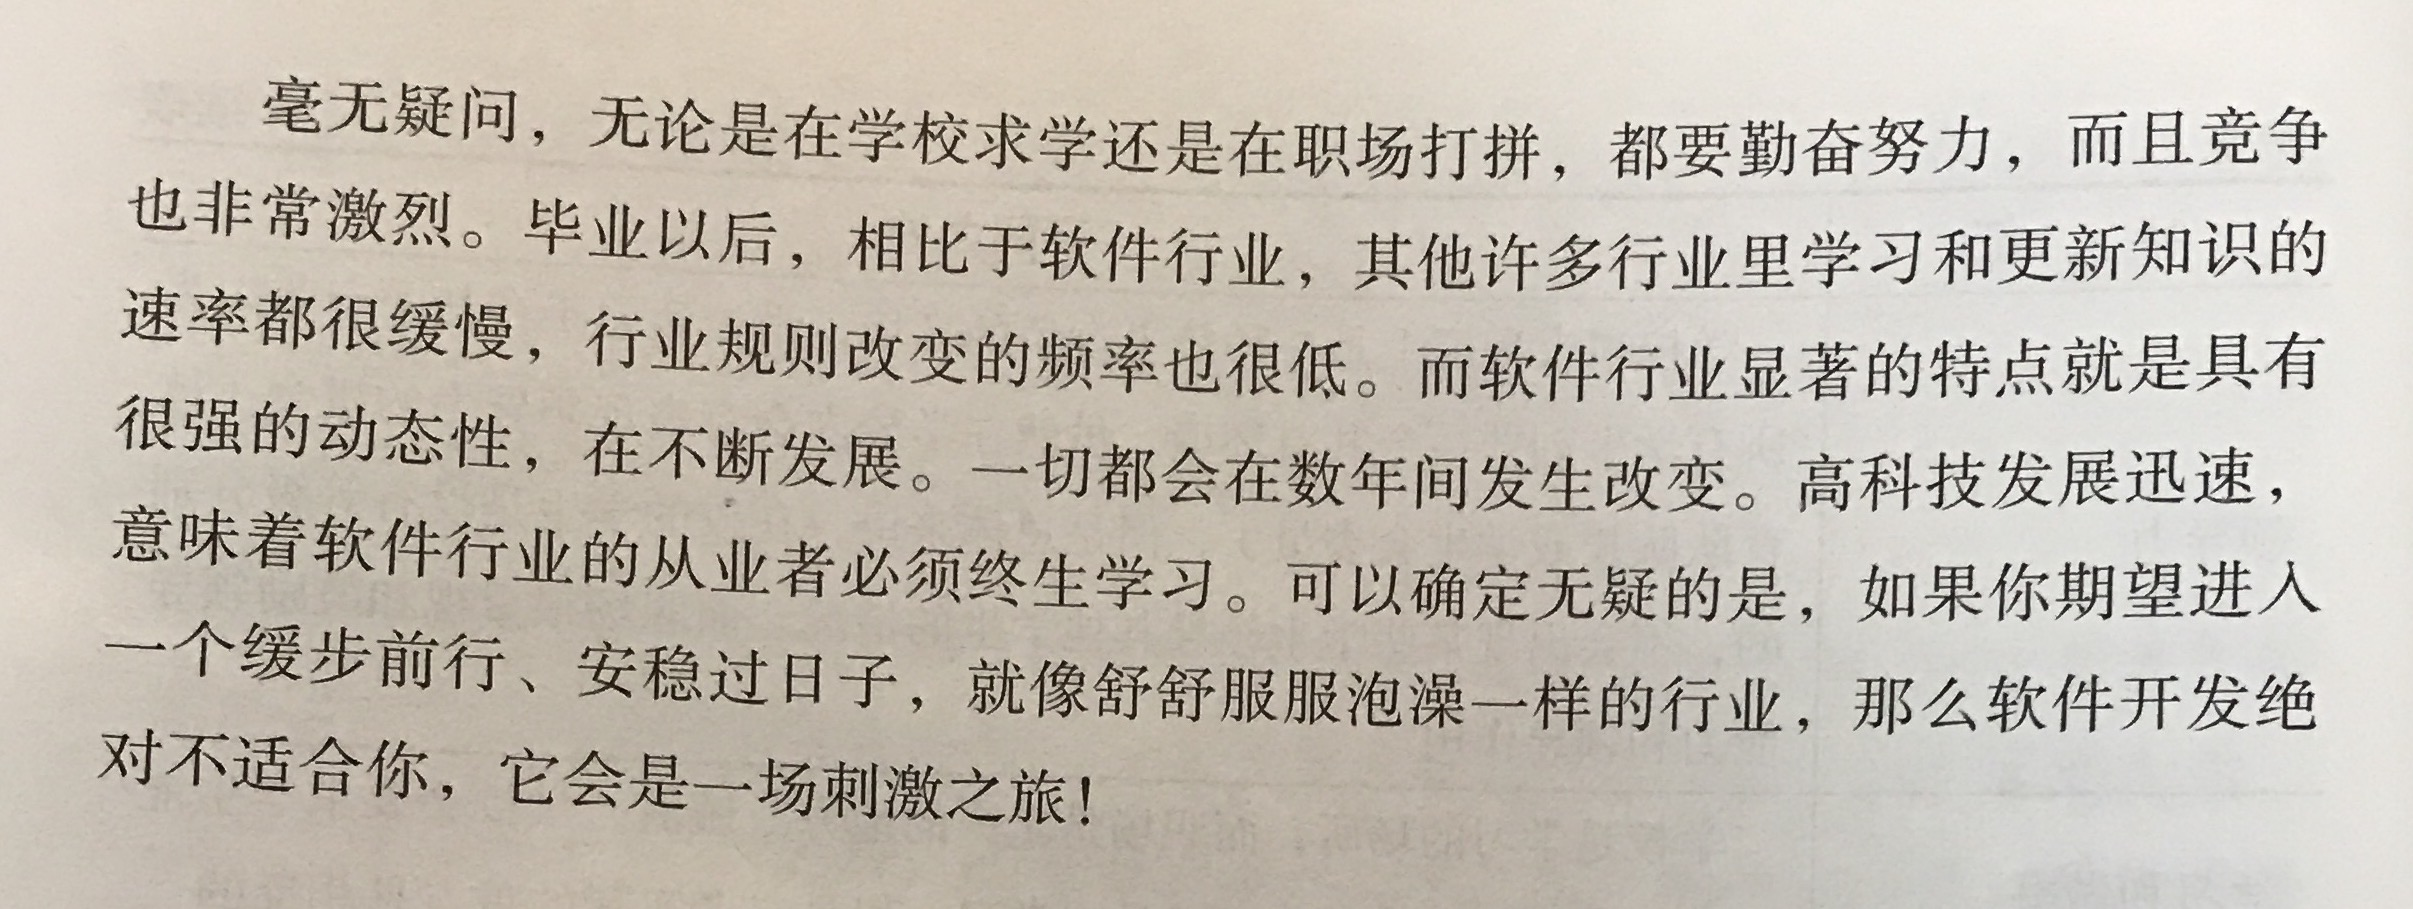 毫无疑问，无论是在学校求学还是在职场打拼，都要勤奋努力，而且竞争
也非常激烈。毕业以后，相比于软件行业，其他许多行业里学习和更新知识的
速率都很缓慢，行业规则改变的频率也很低。而软件行业显著的特点就是具有
很强的动态性，在不断发展。一切都会在数年间发生改变。高科技发展迅速，
意味着软件行业的从业者必须终生学习。可以确定无疑的是，如果你期望进入
一个缓步前行、安稳过日子，就像舒舒服服泡澡一样的行业，那么软件开发绝
对不适合你，它会是一场刺激之旅！